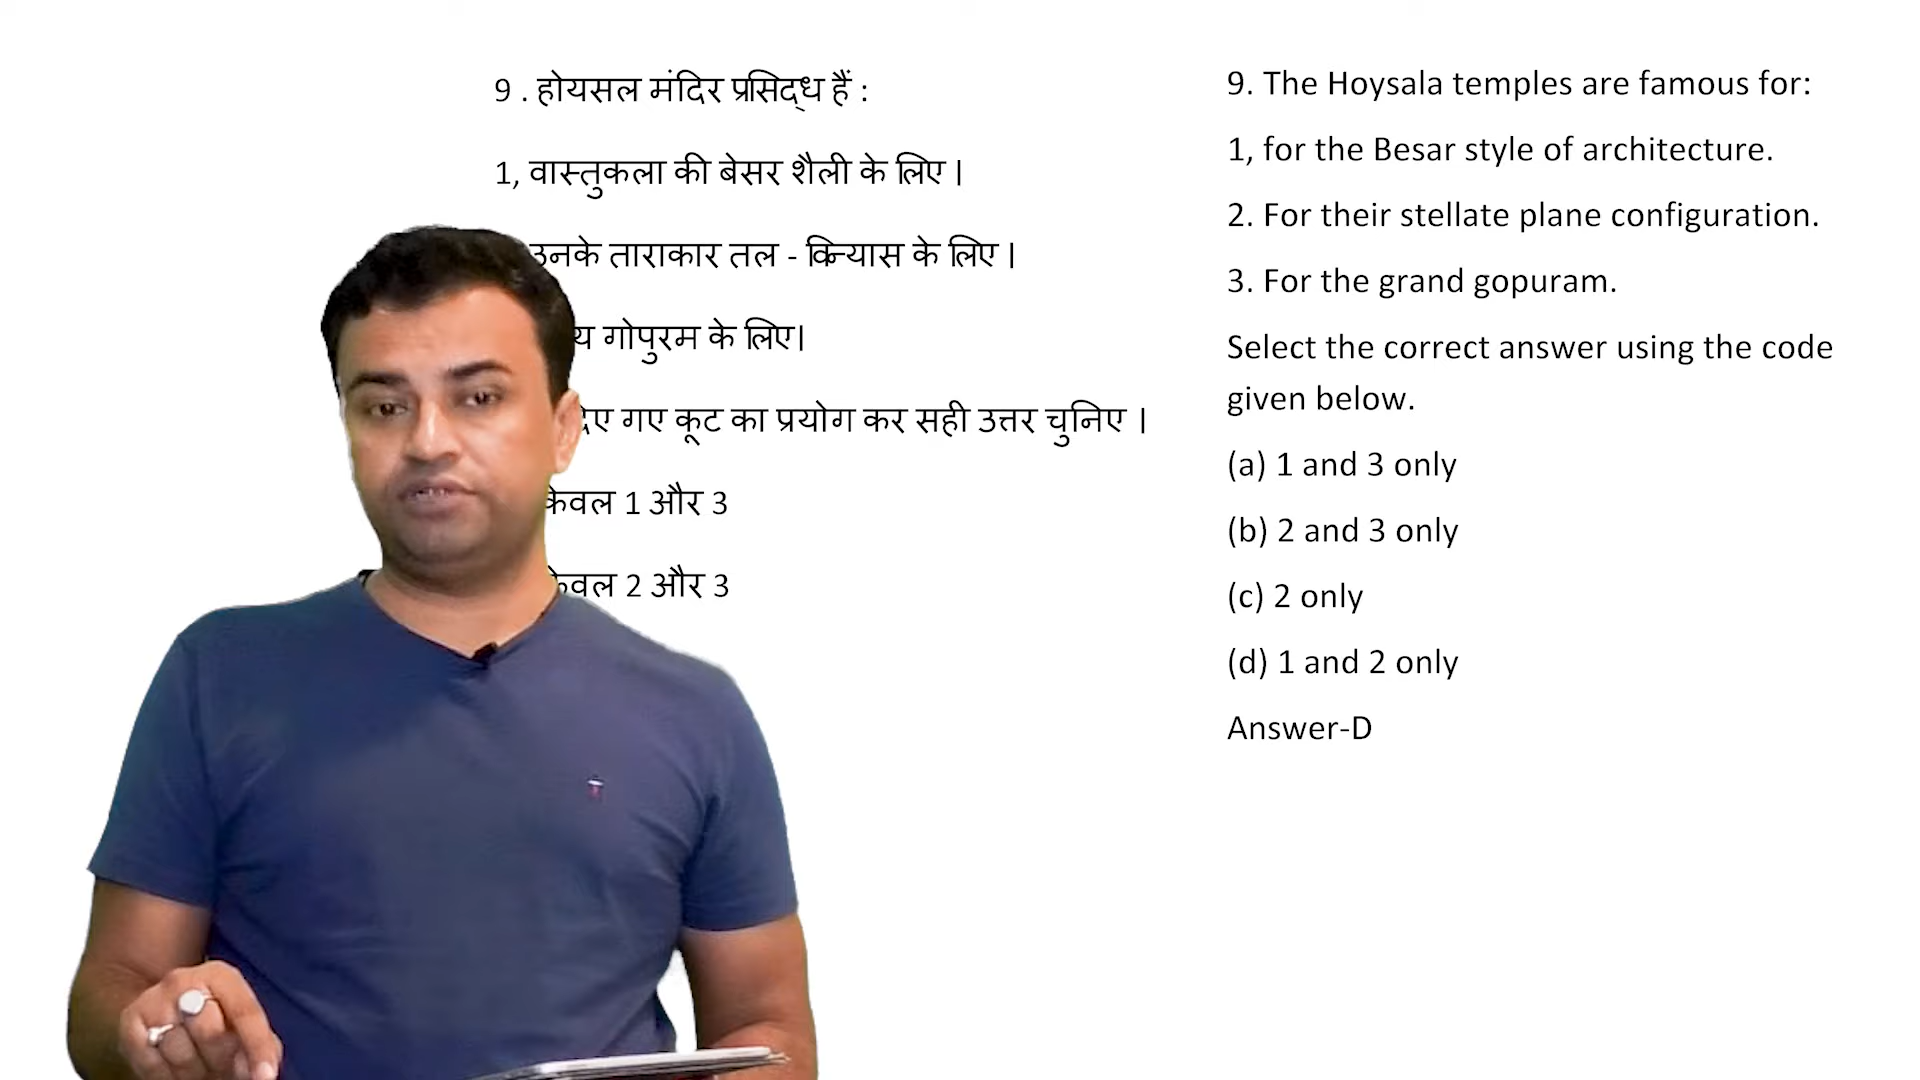 9 . होयसल मंदिर प्रसिद्ध हैं :
1, वास्तुकला की बेसर शैली के लिए ।
उनके ताराकार तल - विन्यास के लिए ।
गोपुरम के लिए।
गए कूट का प्रयोग कर सही उत्तर चुनिए ।
केवल 1 और 3
केवल 2 और 3
9. The Hoysala temples are famous for:
1, for the Besar style of architecture.
2. For their stellate plane configuration.
3. For the grand gopuram.
Select the correct answer using the code
given below.
(a) 1 and 3 only
(b) 2 and 3 only
(c) 2 only
(d) 1 and 2 only
Answer-D